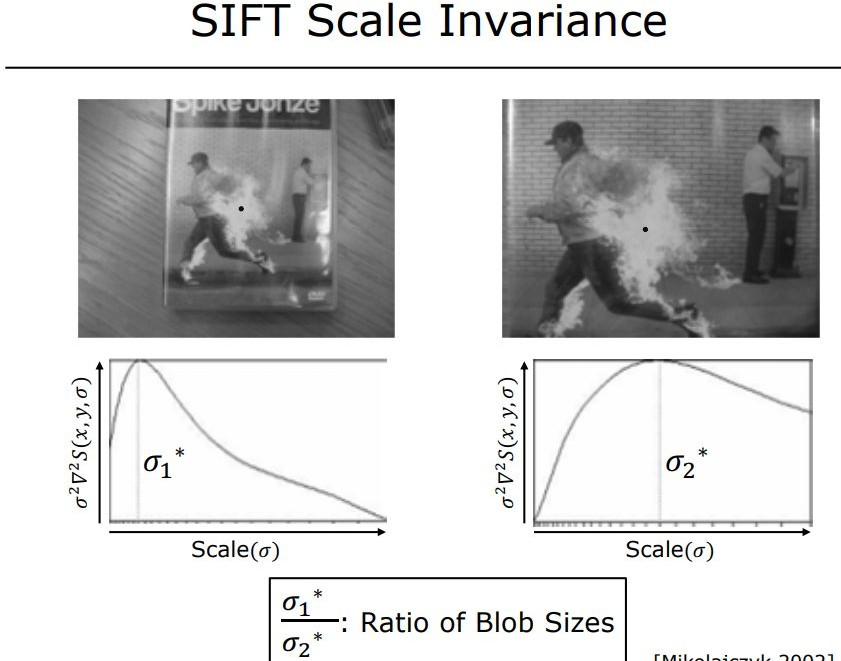 SIFT Scale Invariance
Spike Jonze
σ²∇²S(x, y, σ)
σ₁*
Scale(σ)
σ²∇²S(x, y, σ)
σ₂*
Scale(σ)
σ₁*
σ₂*
: Ratio of Blob Sizes
[Mikolajczyk 2002]